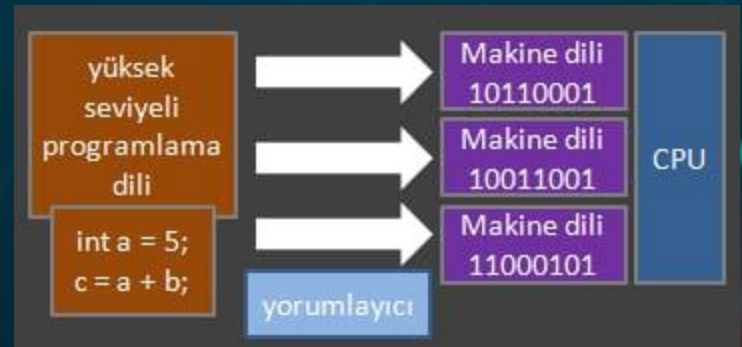 yüksek
seviyeli
programlama
dili
int a = 5;
c = a + b;
yorumlayıcı
Makine dili
10110001
Makine dili
10011001
Makine dili
11000101
CPU